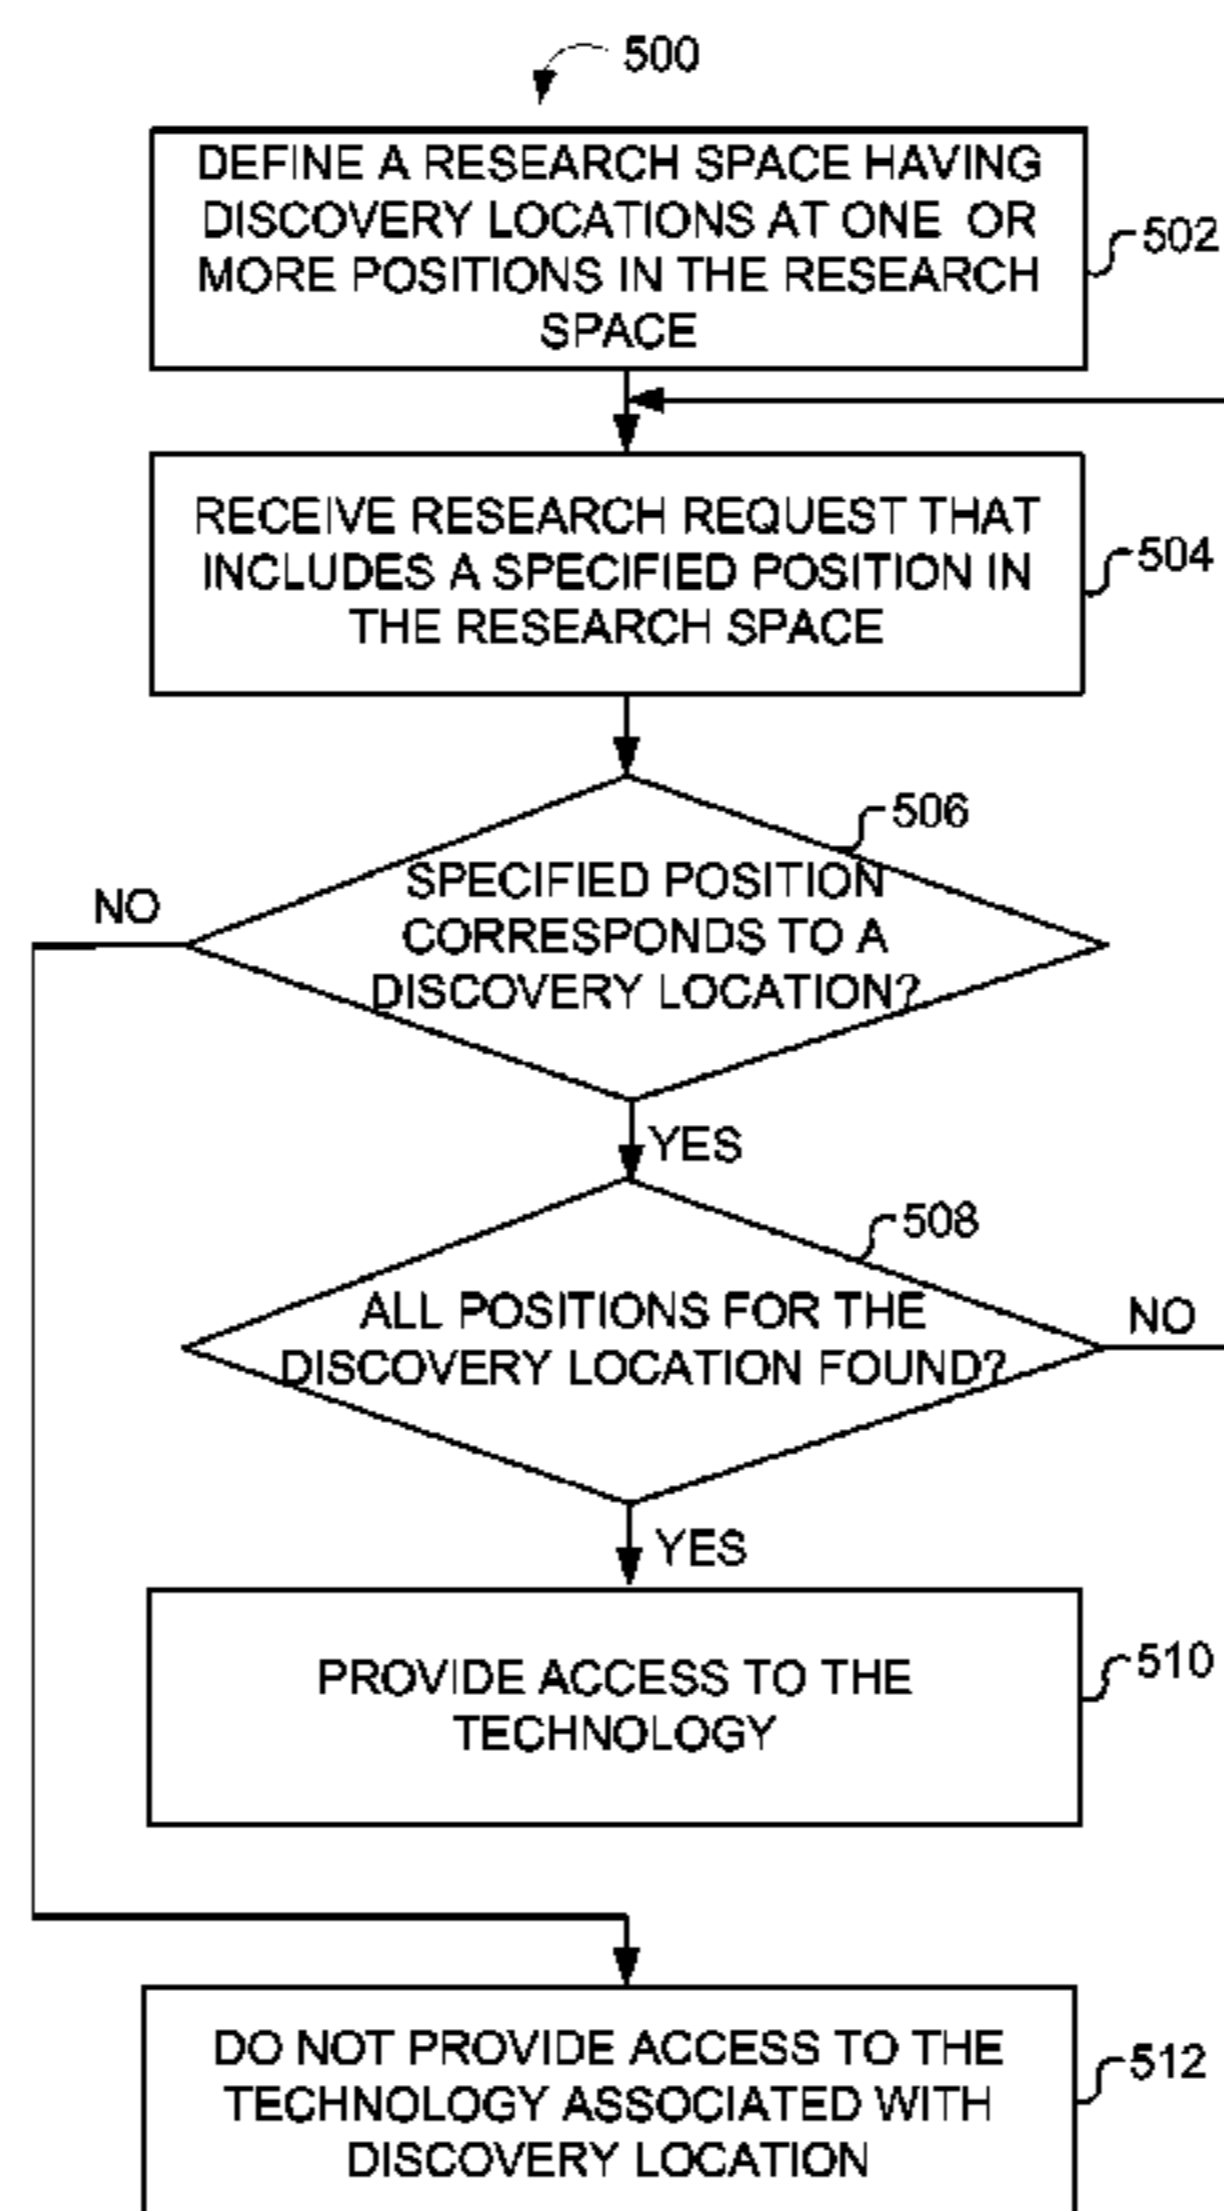 500
DEFINE A RESEARCH SPACE HAVING
DISCOVERY LOCATIONS AT ONE OR
MORE POSITIONS IN THE RESEARCH
SPACE
502
RECEIVE RESEARCH REQUEST THAT
INCLUDES A SPECIFIED POSITION IN
THE RESEARCH SPACE
504
506
SPECIFIED POSITION
CORRESPONDS TO A
DISCOVERY LOCATION?
NO
YES
508
ALL POSITIONS FOR THE
DISCOVERY LOCATION FOUND?
NO
YES
PROVIDE ACCESS TO THE
TECHNOLOGY
510
DO NOT PROVIDE ACCESS TO THE
TECHNOLOGY ASSOCIATED WITH
DISCOVERY LOCATION
512